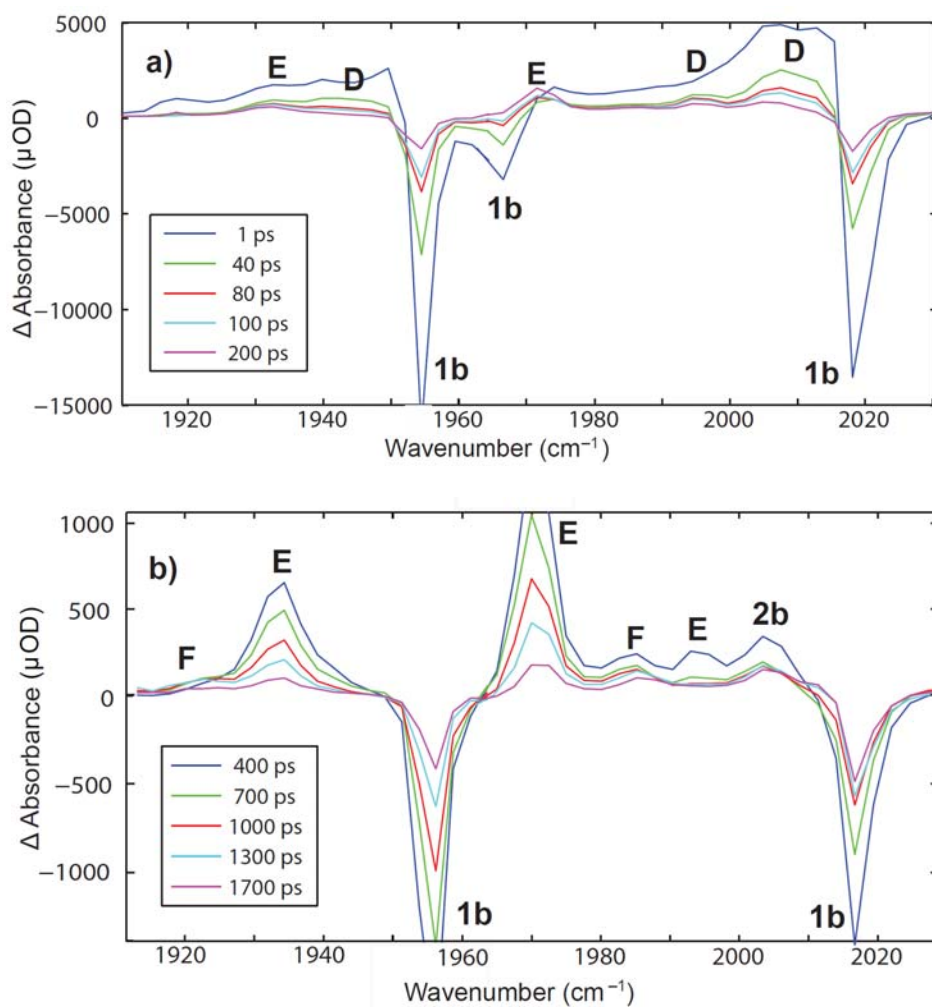 a)
E
D
E
D
D
1b
1b
1b
5000
0
−5000
−10000
−15000
Δ Absorbance (µOD)
1 ps
40 ps
80 ps
100 ps
200 ps
1920
1940
1960
1980
2000
2020
Wavenumber (cm⁻¹)
b)
F
E
E
F
E
2b
1b
1b
1000
500
0
−500
−1000
Δ Absorbance (µOD)
400 ps
700 ps
1000 ps
1300 ps
1700 ps
1920
1940
1960
1980
2000
2020
Wavenumber (cm⁻¹)